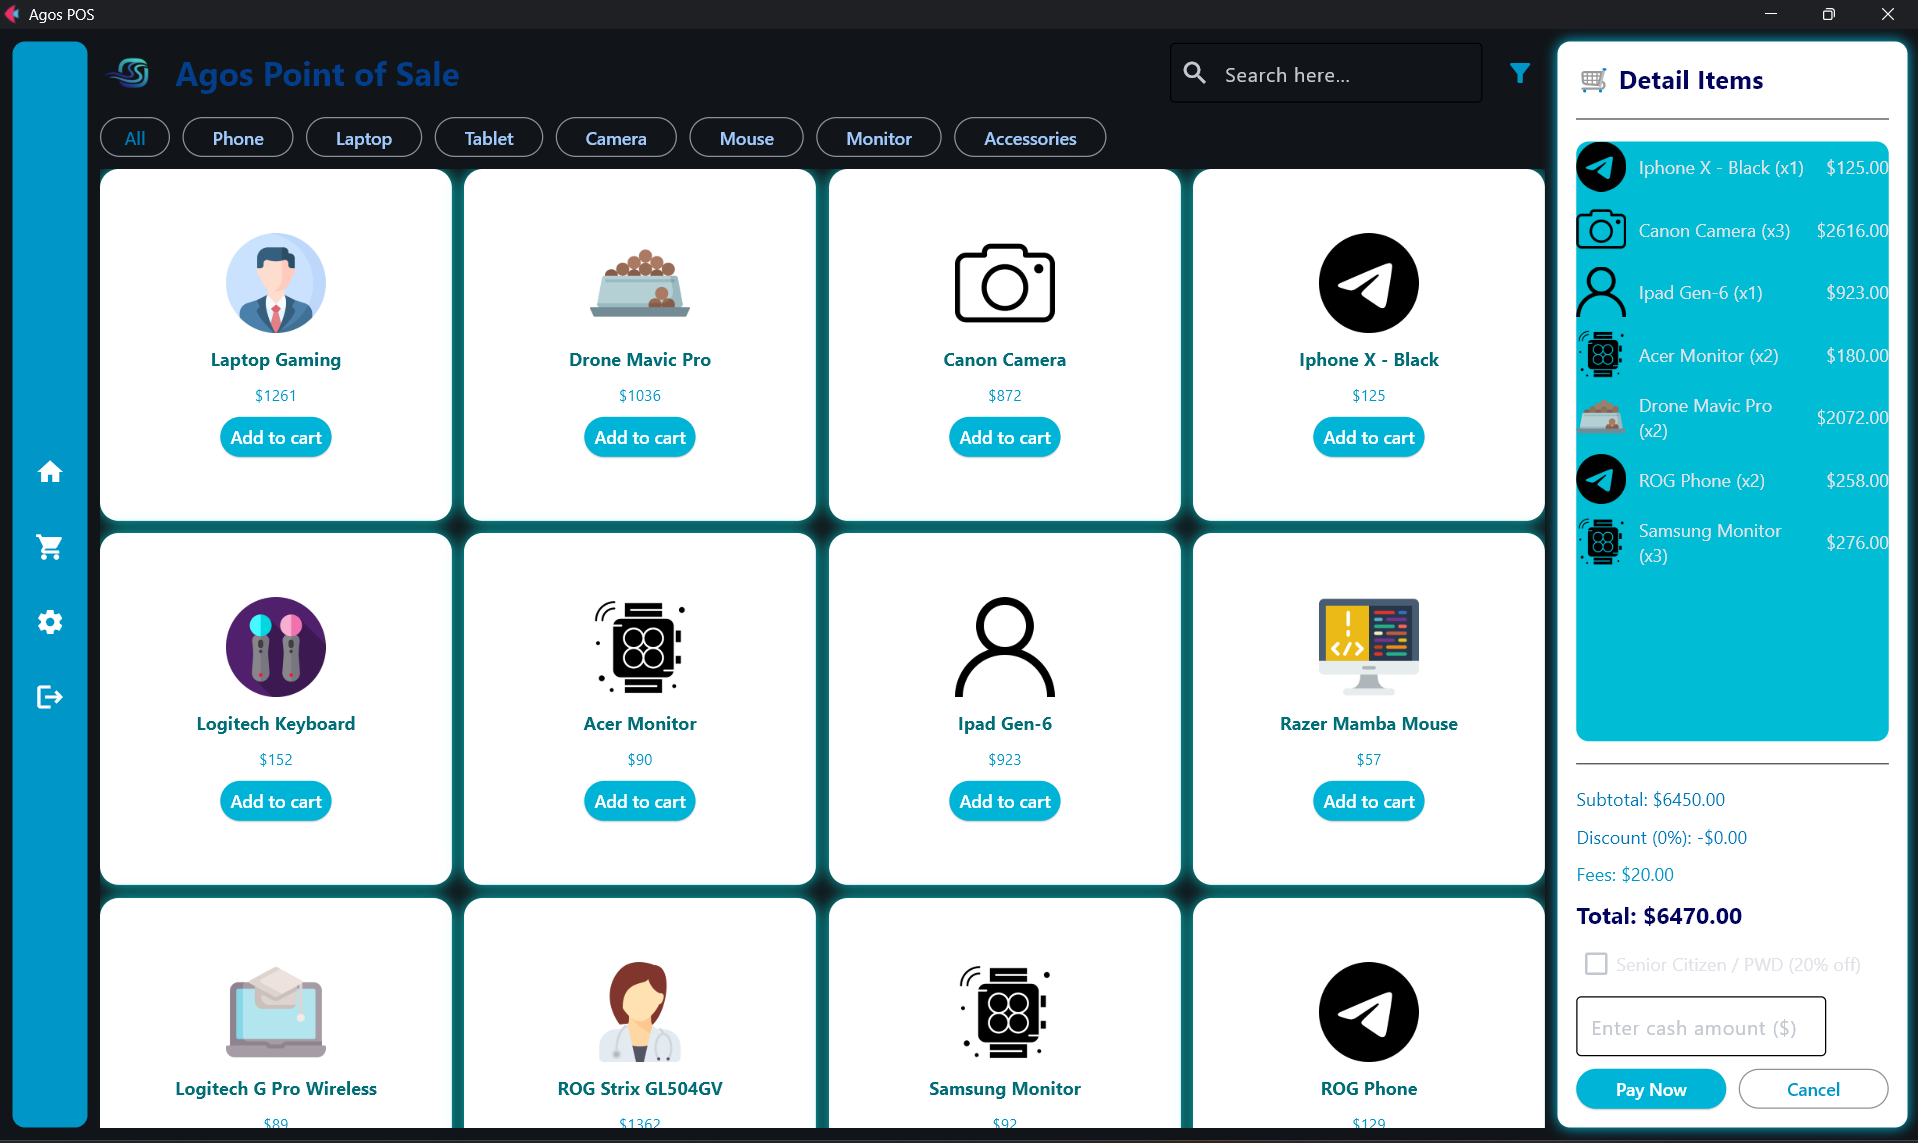 Agos POS
Agos Point of Sale
Search here...
All
Phone
Laptop
Tablet
Camera
Mouse
Monitor
Accessories
Laptop Gaming
$1261
Add to cart
Drone Mavic Pro
$1036
Add to cart
Canon Camera
$872
Add to cart
Iphone X - Black
$125
Add to cart
Logitech Keyboard
$152
Add to cart
Acer Monitor
$90
Add to cart
Ipad Gen-6
$923
Add to cart
Razer Mamba Mouse
$57
Add to cart
Logitech G Pro Wireless
$89
ROG Strix GL504GV
$1362
Samsung Monitor
$92
ROG Phone
$129
Detail Items
Iphone X - Black (x1) $125.00
Canon Camera (x3) $2616.00
Ipad Gen-6 (x1) $923.00
Acer Monitor (x2) $180.00
Drone Mavic Pro
(x2) $2072.00
ROG Phone (x2) $258.00
Samsung Monitor
(x3) $276.00
Subtotal: $6450.00
Discount (0%): -$0.00
Fees: $20.00
Total: $6470.00
Senior Citizen / PWD (20% off)
Enter cash amount ($)
Pay Now
Cancel